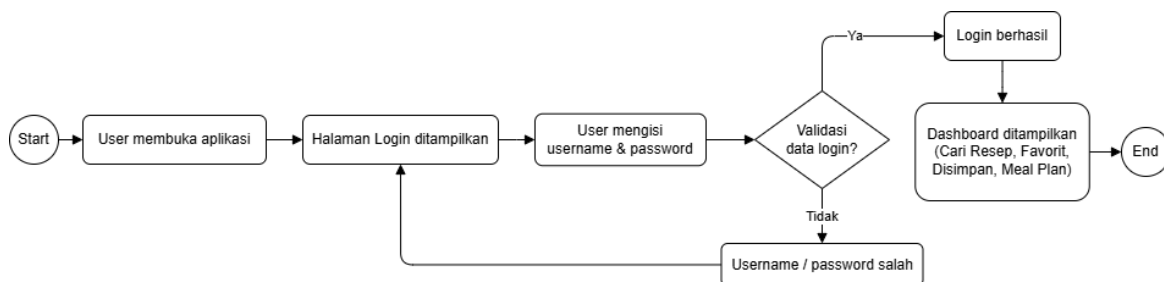 Start
User membuka aplikasi
Halaman Login ditampilkan
User mengisi
username & password
Validasi
data login?
Ya
Login berhasil
Dashboard ditampilkan
(Cari Resep, Favorit,
Disimpan, Meal Plan)
End
Tidak
Username / password salah